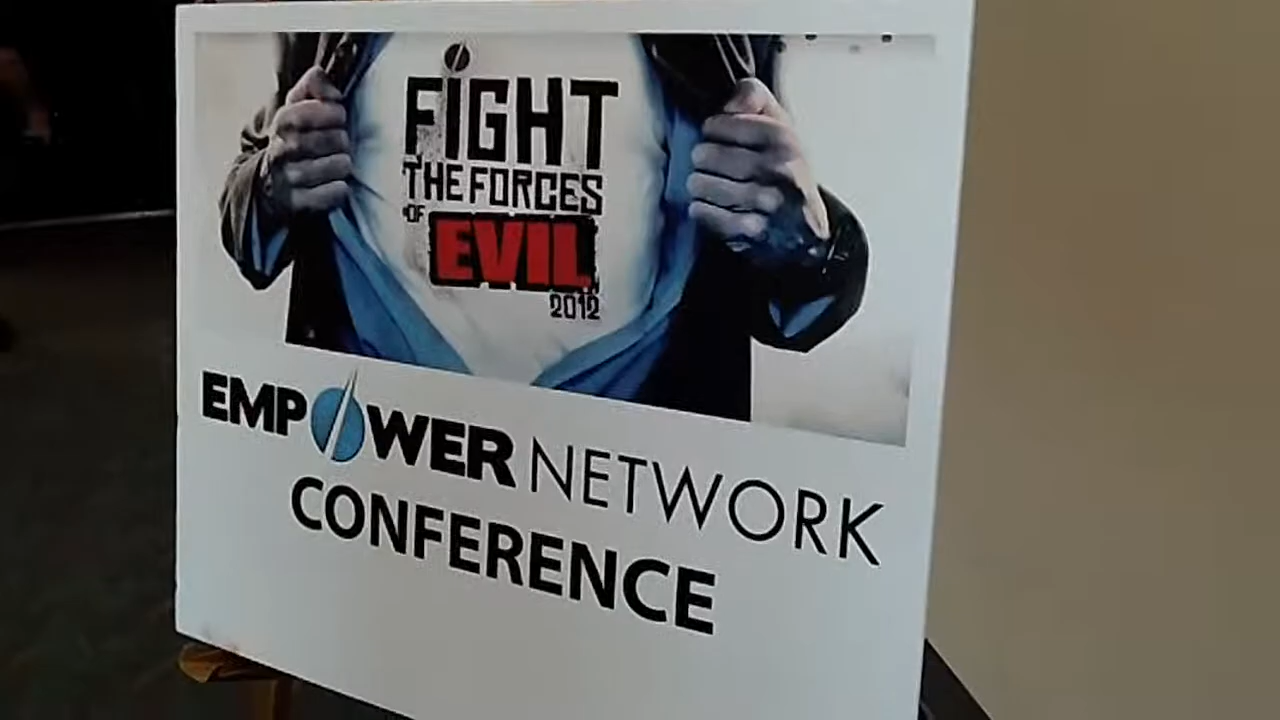 FIGHT
THE FORCES
OF EVIL
2012
EMPOWER NETWORK
CONFERENCE